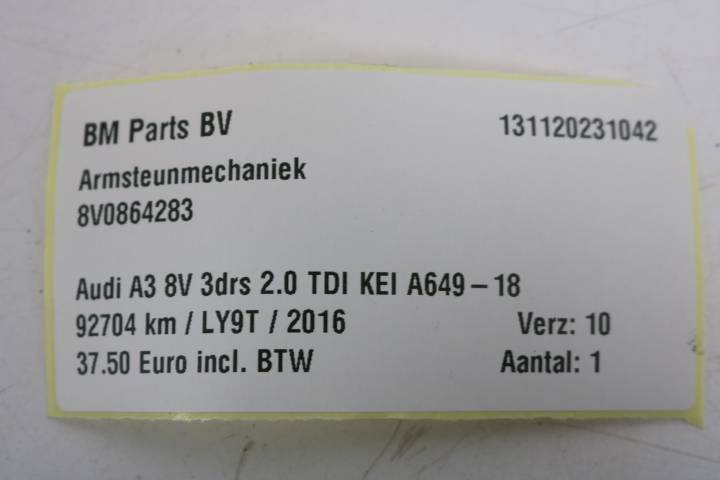 BM Parts BV 131120231042
Armsteunmechaniek
8V0864283
Audi A3 8V 3drs 2.0 TDI KEI A649-18
92704 km / LY9T / 2016 Verz: 10
37.50 Euro incl. BTW Aantal: 1